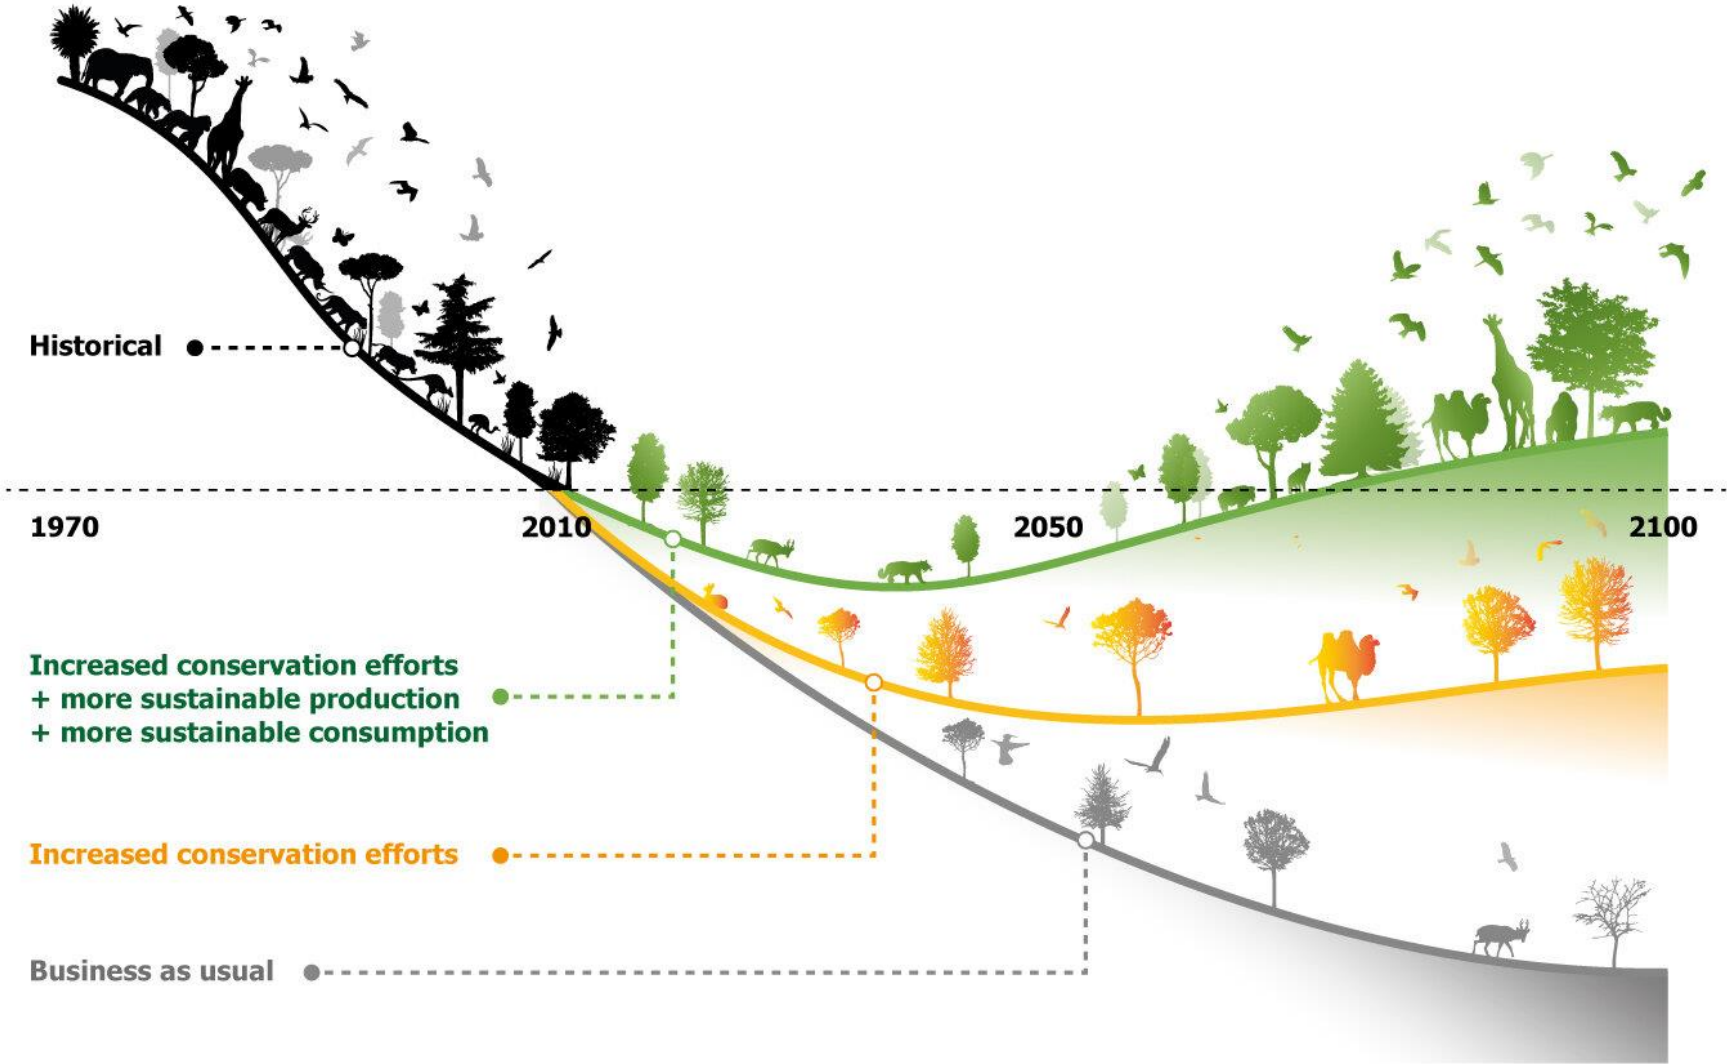 Historical
1970
2010
2050
2100
Increased conservation efforts
+ more sustainable production
+ more sustainable consumption
Increased conservation efforts
Business as usual